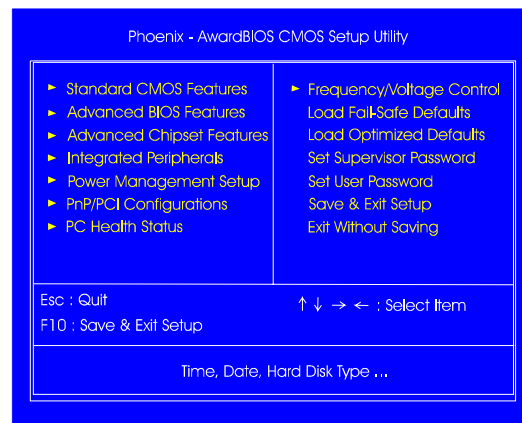 Phoenix - AwardBIOS CMOS Setup Utility
► Standard CMOS Features
► Advanced BIOS Features
► Advanced Chipset Features
► Integrated Peripherals
► Power Management Setup
► PnP/PCI Configurations
► PC Health Status
► Frequency/Voltage Control
Load Fail-Safe Defaults
Load Optimized Defaults
Set Supervisor Password
Set User Password
Save & Exit Setup
Exit Without Saving
Esc : Quit
F10 : Save & Exit Setup
↑ ↓ → ← : Select Item
Time, Date, Hard Disk Type ...